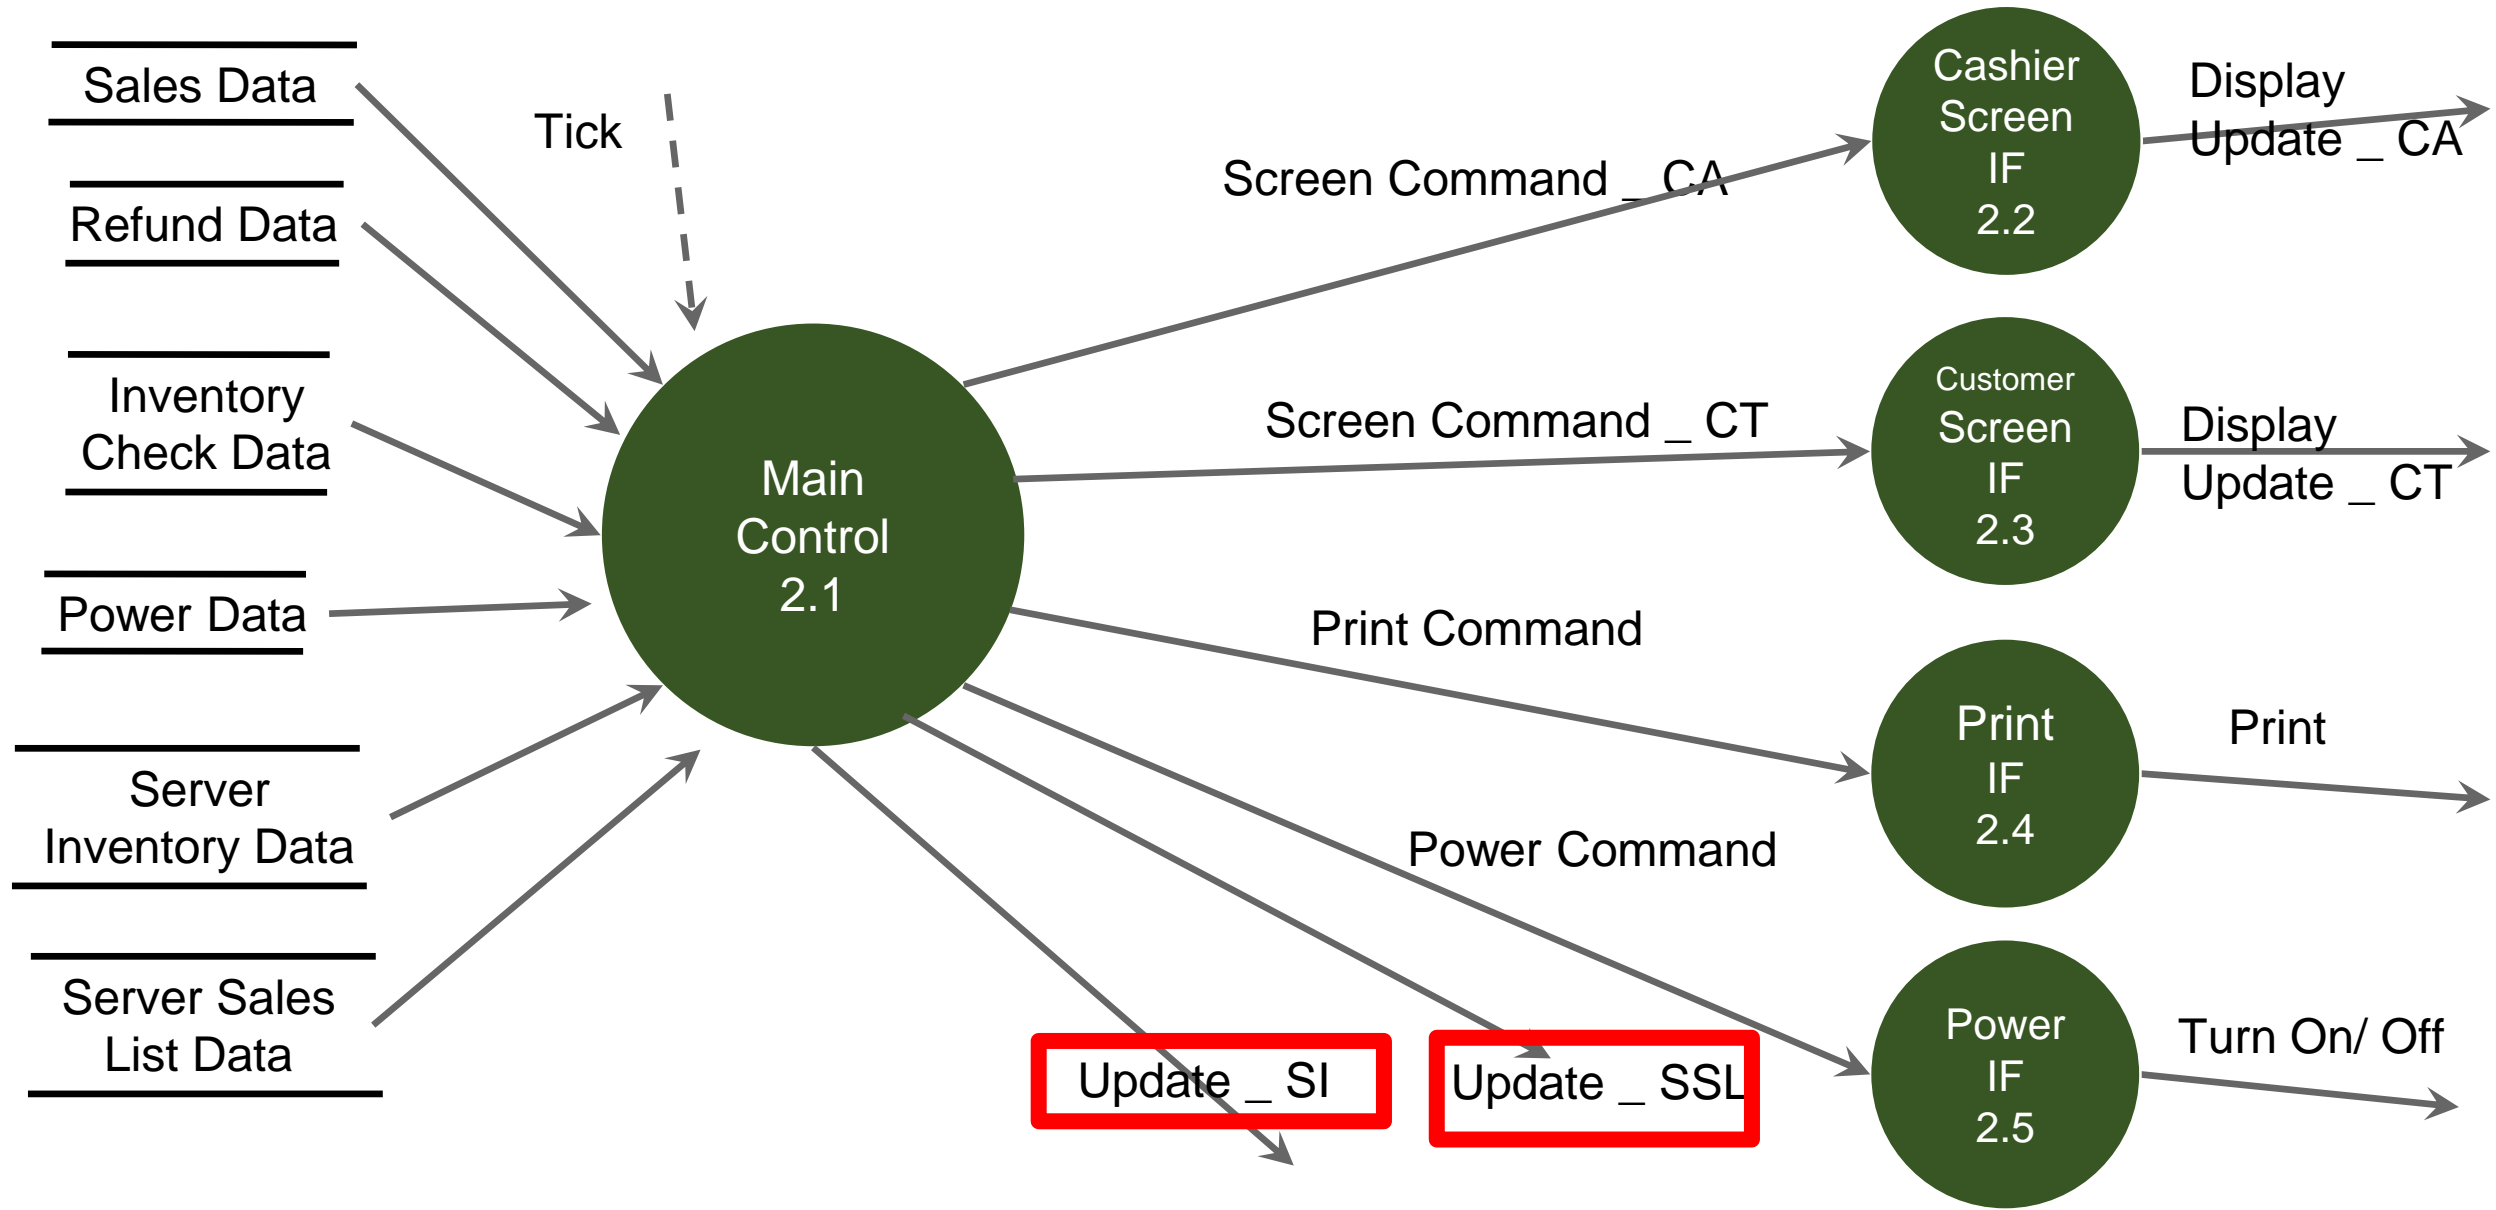 Sales Data
Refund Data
Inventory
Check Data
Power Data
Server
Inventory Data
Server Sales
List Data
Tick
Main
Control
2.1
Screen Command _ CA
Screen Command _ CT
Print Command
Power Command
Update _ SI
Update _ SSL
Cashier
Screen
IF
2.2
Customer
Screen
IF
2.3
Print
IF
2.4
Power
IF
2.5
Display
Update _ CA
Display
Update _ CT
Print
Turn On/ Off